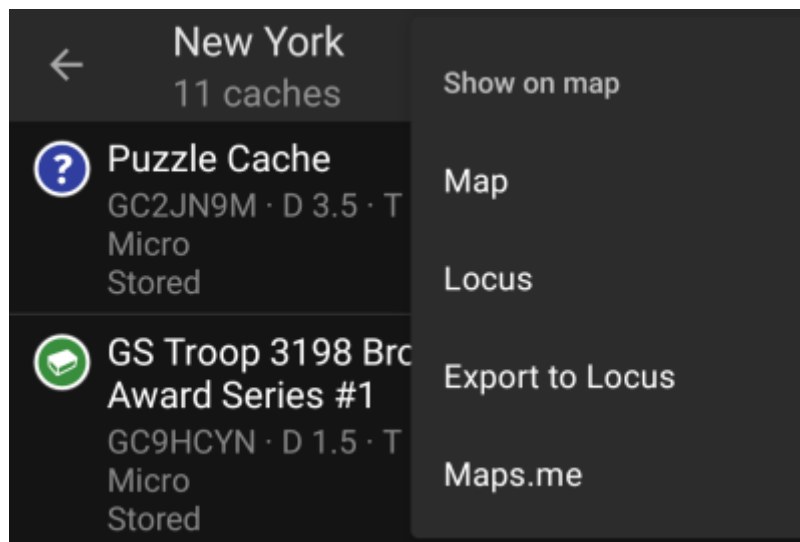 New York
11 caches
?
Puzzle Cache
GC2JN9M · D 3.5 · T
Micro
Stored
GS Troop 3198 Bro
Award Series #1
GC9HCYN · D 1.5 · T
Micro
Stored
Show on map
Map
Locus
Export to Locus
Maps.me